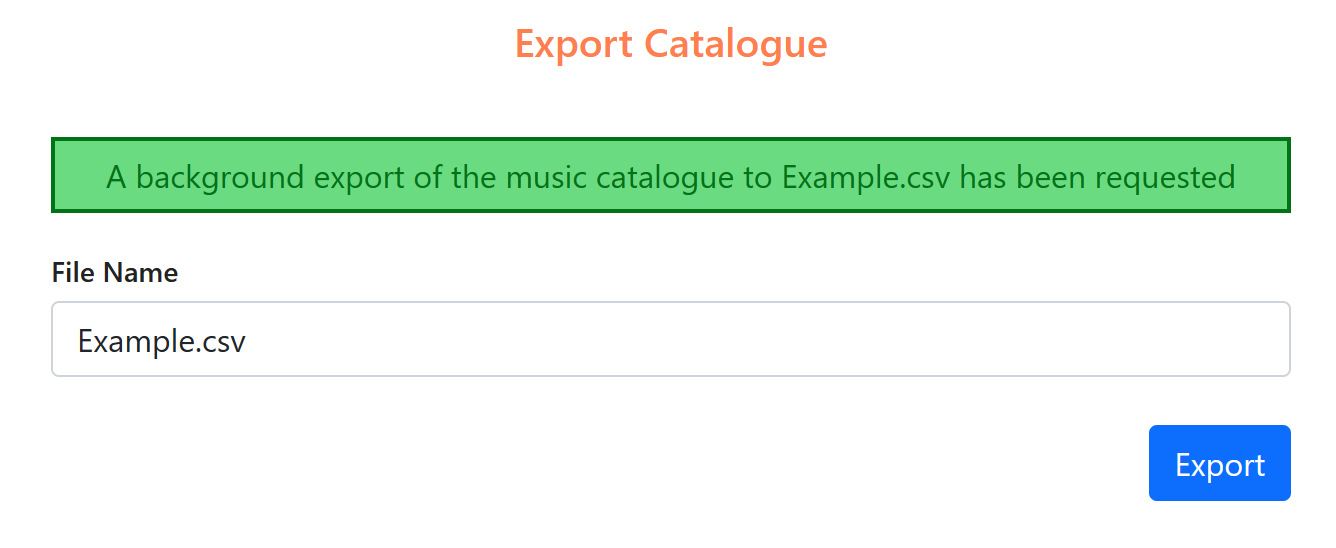 Export Catalogue
A background export of the music catalogue to Example.csv has been requested
File Name
Example.csv
Export